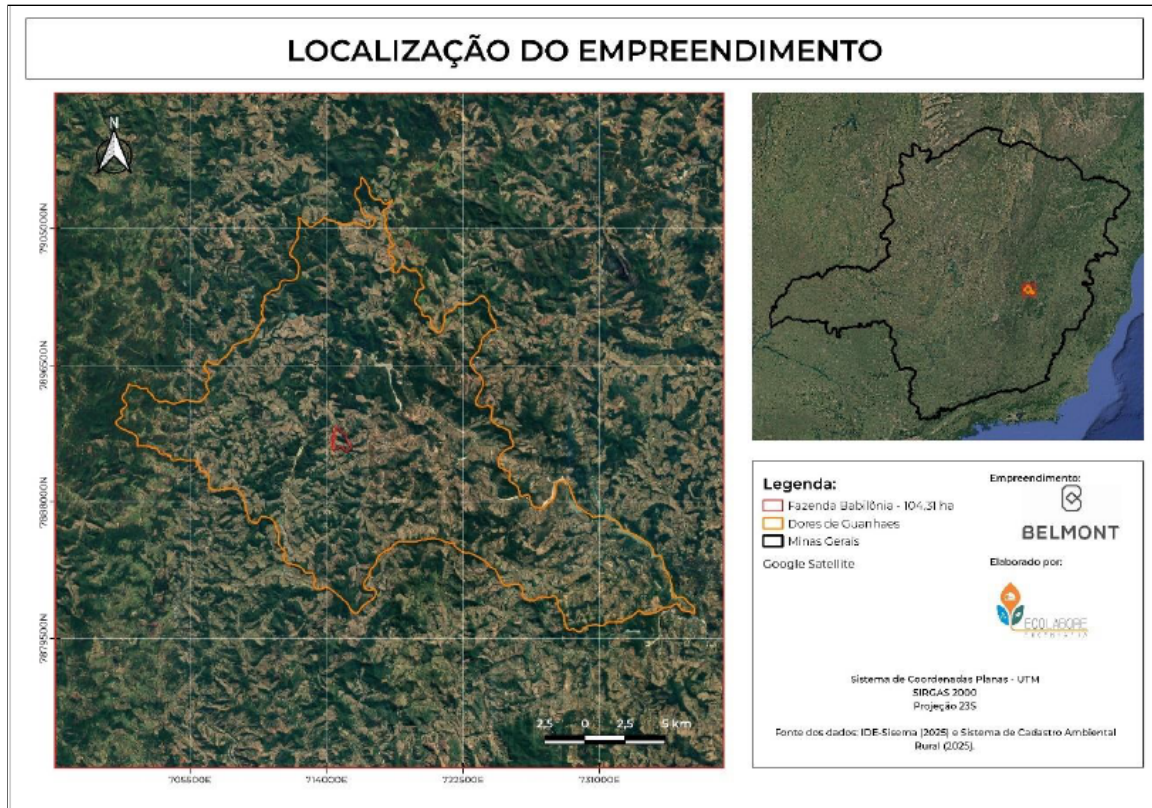 LOCALIZAÇÃO DO EMPREENDIMENTO
N
7905000N
7896500N
7888000N
7879500N
705500E
714000E
722500E
731000E
2,5 0 2,5 5 km
Legenda:
Fazenda Babilônia - 104,31 ha
Dores de Guanhaes
Minas Gerais
Google Satellite
Empreendimento:
BELMONT
Elaborado por:
ECOLABORE
Sistema de Coordenadas Planas - UTM
SIRGAS 2000
Projeção 23S
Fonte dos dados: IDE-Sisema (2025) e Sistema de Cadastro Ambiental
Rural (2025).